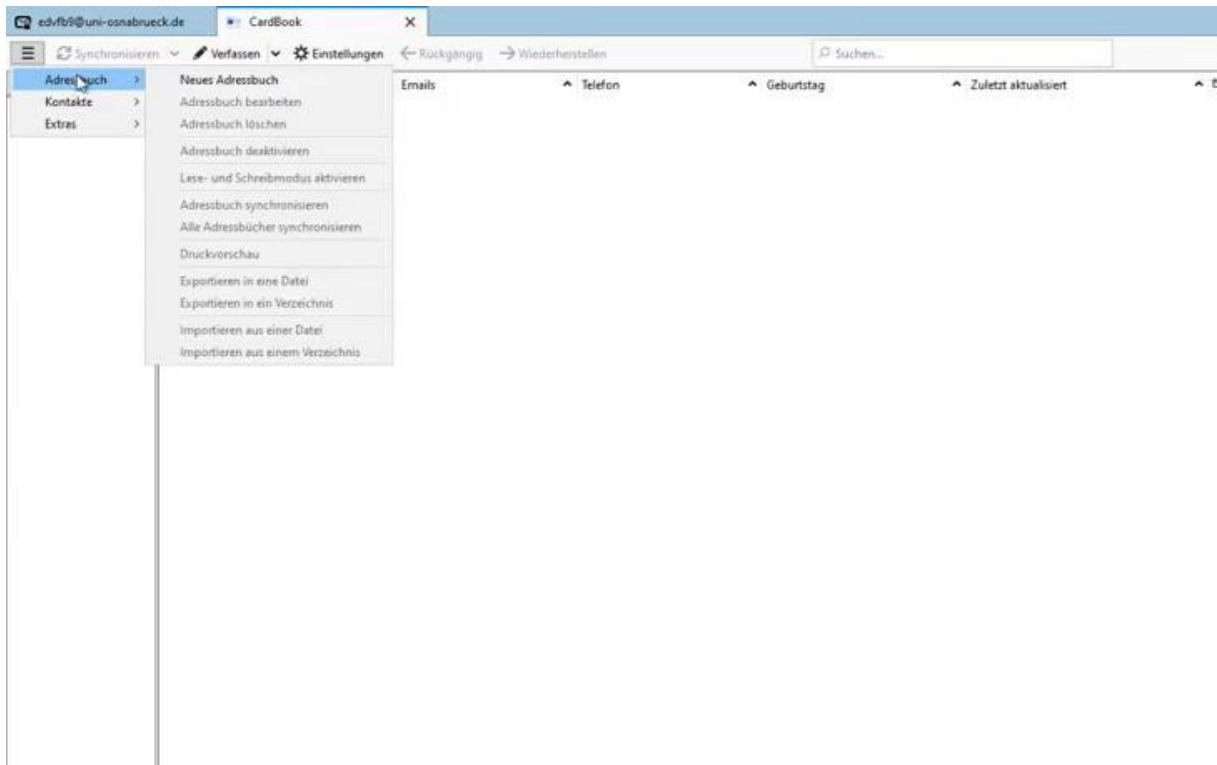 edvfb9@uni-osnabrueck.de CardBook
Synchronisieren Verfassen Einstellungen Rückgängig Wiederherstellen Suchen...
Emails Telefon Geburtstag Zuletzt aktualisiert
Adressbuch
Kontakte
Extras
Neues Adressbuch
Adressbuch bearbeiten
Adressbuch löschen
Adressbuch deaktivieren
Lese- und Schreibmodus aktivieren
Adressbuch synchronisieren
Alle Adressbücher synchronisieren
Druckvorschau
Exportieren in eine Datei
Exportieren in ein Verzeichnis
Importieren aus einer Datei
Importieren aus einem Verzeichnis